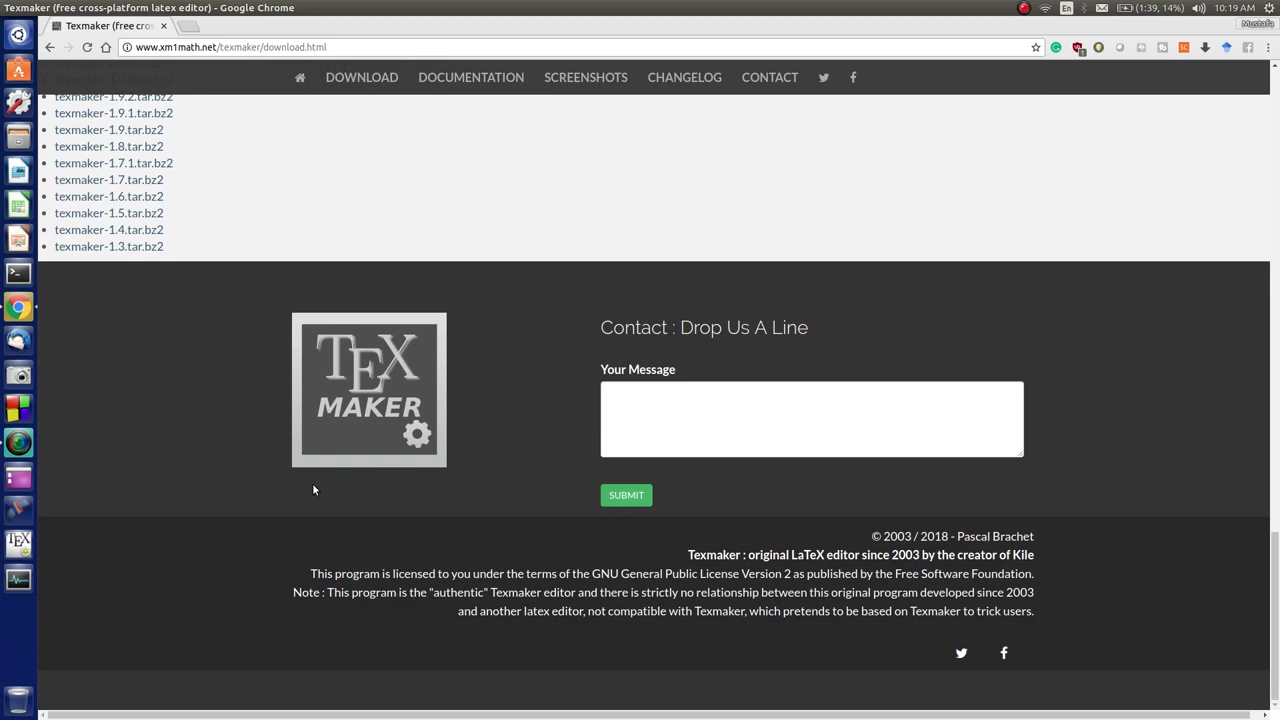 Texmaker (free cross-platform latex editor) - Google Chrome
En
(1:39, 14%)
10:19 AM
Texmaker (free cros
Mustafa
www.xm1math.net/texmaker/download.html
DOWNLOAD
DOCUMENTATION
SCREENSHOTS
CHANGELOG
CONTACT
texmaker-1.9.2.tar.bz2
texmaker-1.9.1.tar.bz2
texmaker-1.9.tar.bz2
texmaker-1.8.tar.bz2
texmaker-1.7.1.tar.bz2
texmaker-1.7.tar.bz2
texmaker-1.6.tar.bz2
texmaker-1.5.tar.bz2
texmaker-1.4.tar.bz2
texmaker-1.3.tar.bz2
TEX
MAKER
Contact : Drop Us A Line
Your Message
SUBMIT
© 2003 / 2018 - Pascal Brachet
Texmaker : original LaTeX editor since 2003 by the creator of Kile
This program is licensed to you under the terms of the GNU General Public License Version 2 as published by the Free Software Foundation.
Note : This program is the "authentic" Texmaker editor and there is strictly no relationship between this original program developed since 2003
and another latex editor, not compatible with Texmaker, which pretends to be based on Texmaker to trick users.
TEX